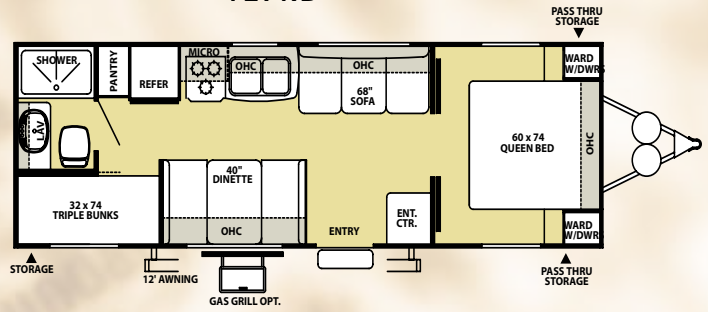 PASS THRU
STORAGE
SHOWER
PANTRY
REFER
MICRO
OHC
OHC
68"
SOFA
WARD
W/DWRS
LAV
60 x 74
QUEEN BED
OHC
40"
DINETTE
32 x 74
TRIPLE BUNKS
OHC
ENTRY
ENT.
CTR.
WARD
W/DWRS
STORAGE
12' AWNING
GAS GRILL OPT.
PASS THRU
STORAGE